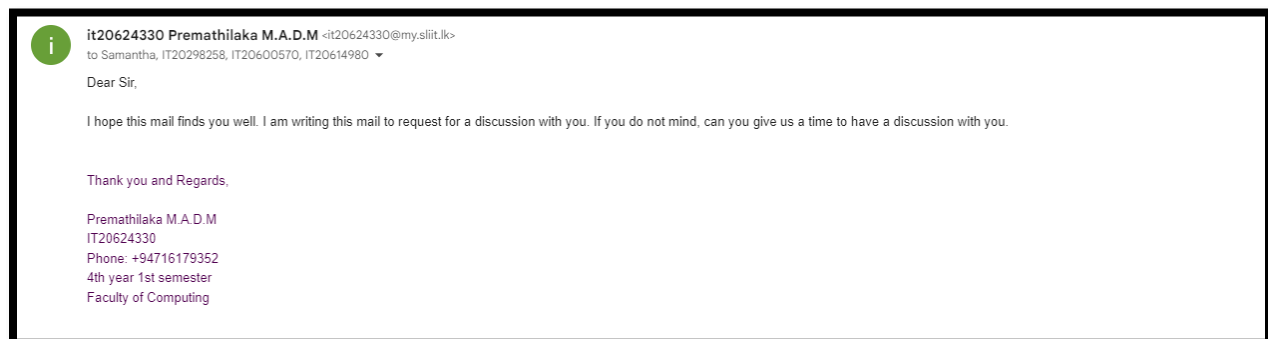 i
it20624330 Premathilaka M.A.D.M <it20624330@my.sliit.lk>
to Samantha, IT20298258, IT20600570, IT20614980
Dear Sir,
I hope this mail finds you well. I am writing this mail to request for a discussion with you. If you do not mind, can you give us a time to have a discussion with you.
Thank you and Regards,
Premathilaka M.A.D.M
IT20624330
Phone: +94716179352
4th year 1st semester
Faculty of Computing